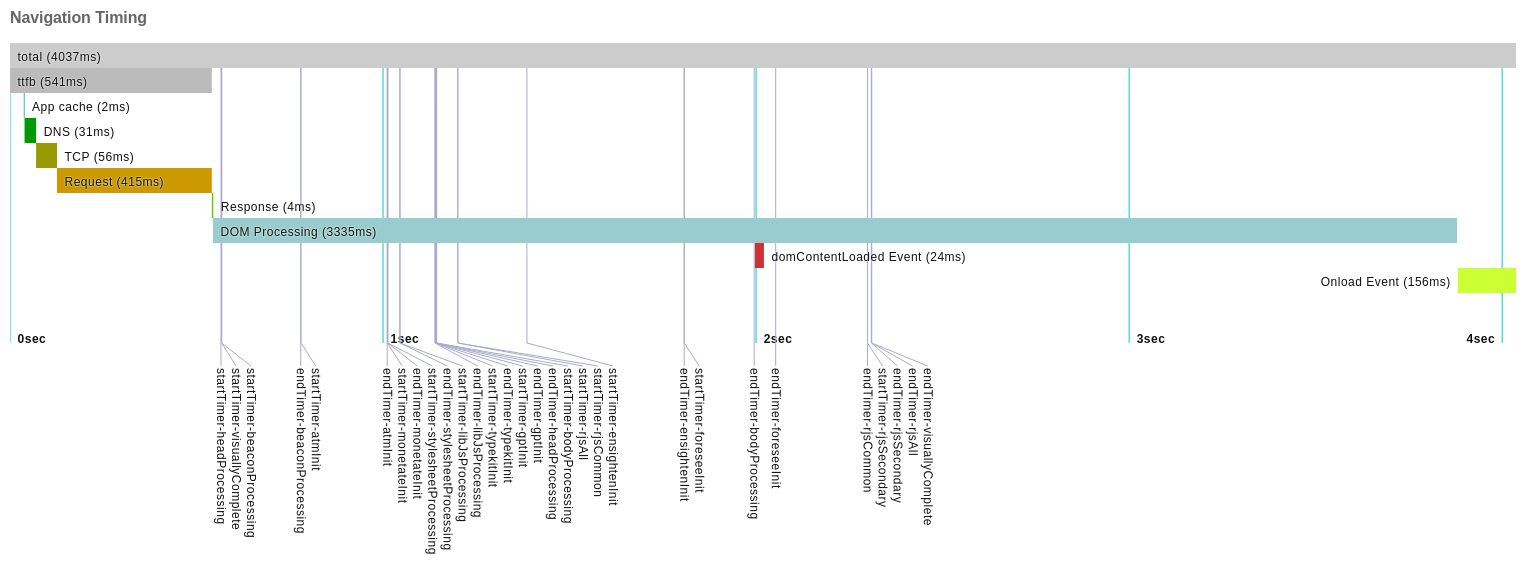 Navigation Timing
total (4037ms)
ttfb (541ms)
App cache (2ms)
DNS (31ms)
TCP (56ms)
Request (415ms)
Response (4ms)
DOM Processing (3335ms)
domContentLoaded Event (24ms)
Onload Event (156ms)
0sec
1sec
2sec
3sec
4sec
startTimer-headProcessing
startTimer-visuallyComplete
startTimer-beaconProcessing
endTimer-beaconProcessing
startTimer-atmInit
endTimer-atmInit
startTimer-monetateInit
endTimer-monetateInit
startTimer-stylesheetProcessing
endTimer-stylesheetProcessing
startTimer-libJsProcessing
endTimer-libJsProcessing
startTimer-typekitInit
endTimer-typekitInit
startTimer-gptInit
endTimer-gptInit
endTimer-headProcessing
startTimer-bodyProcessing
startTimer-rjsAll
startTimer-rjsCommon
startTimer-ensightenInit
endTimer-ensightenInit
startTimer-foreseeInit
endTimer-bodyProcessing
endTimer-foreseeInit
endTimer-rjsCommon
startTimer-rjsSecondary
endTimer-rjsSecondary
endTimer-rjsAll
endTimer-visuallyComplete